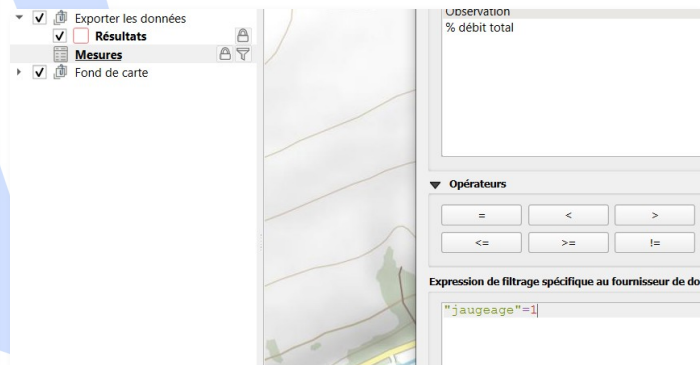 Exporter les données
Résultats
Mesures
Fond de carte
Observation
% débit total
Opérateurs
= < >
<= >= !=
Expression de filtrage spécifique au fournisseur de do
"jaugeage"=1